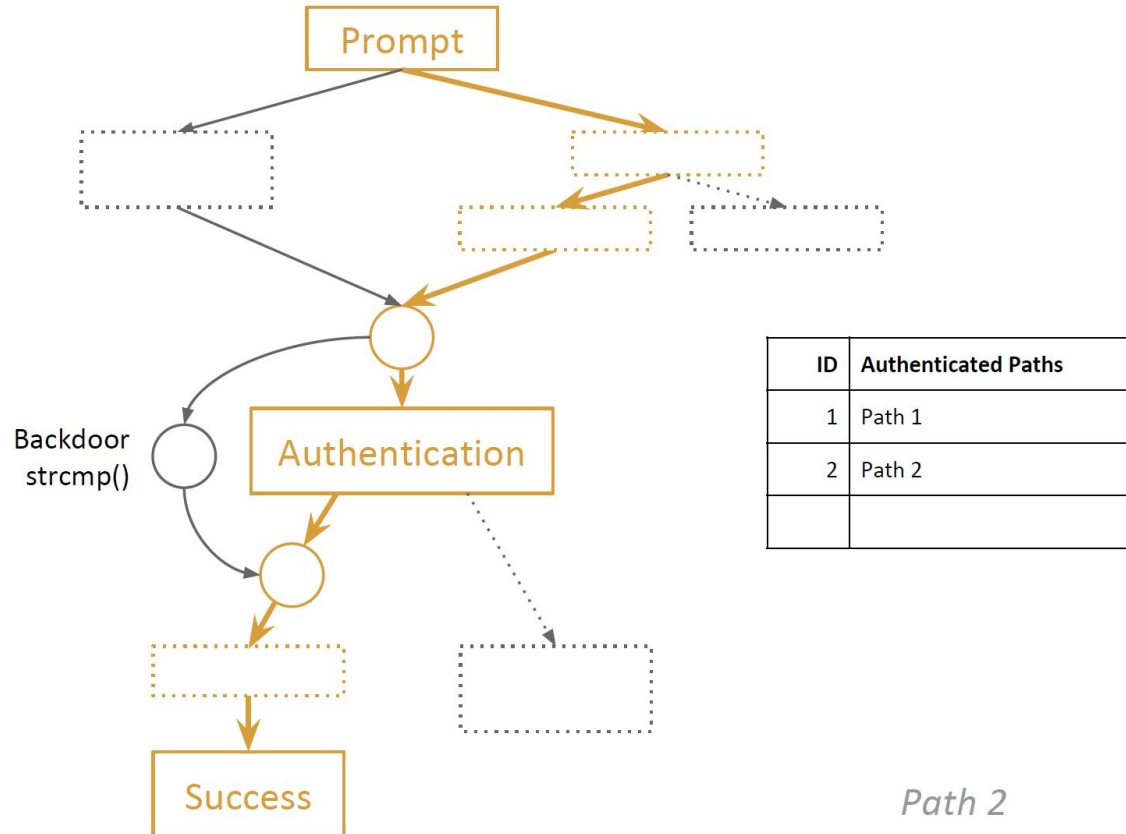 Prompt
Backdoor
strcmp()
Authentication
Success
ID Authenticated Paths
1 Path 1
2 Path 2
Path 2